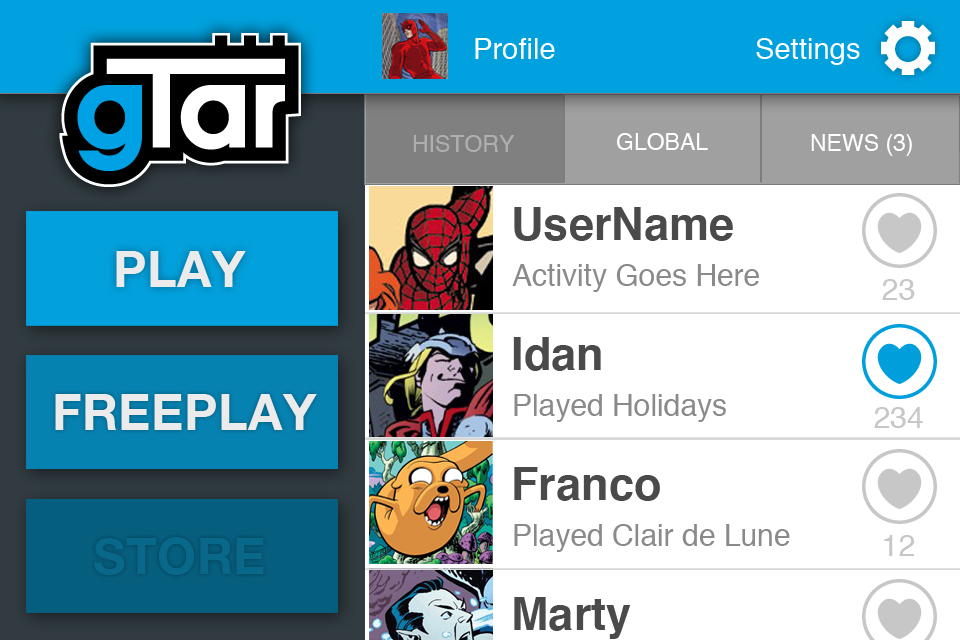 gTar
Profile
Settings
HISTORY
GLOBAL
NEWS (3)
PLAY
FREEPLAY
STORE
UserName
Activity Goes Here
23
Idan
Played Holidays
234
Franco
Played Clair de Lune
12
Marty